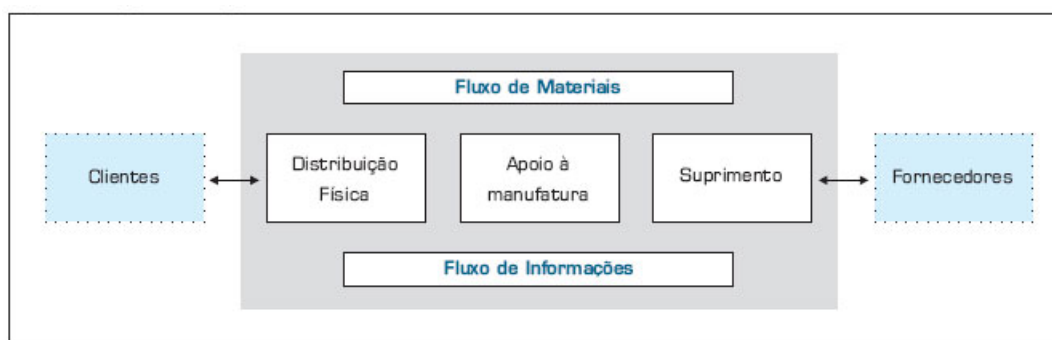 Fluxo de Materiais
Clientes
Distribuição
Física
Apoio à
manufatura
Suprimento
Fornecedores
Fluxo de Informações